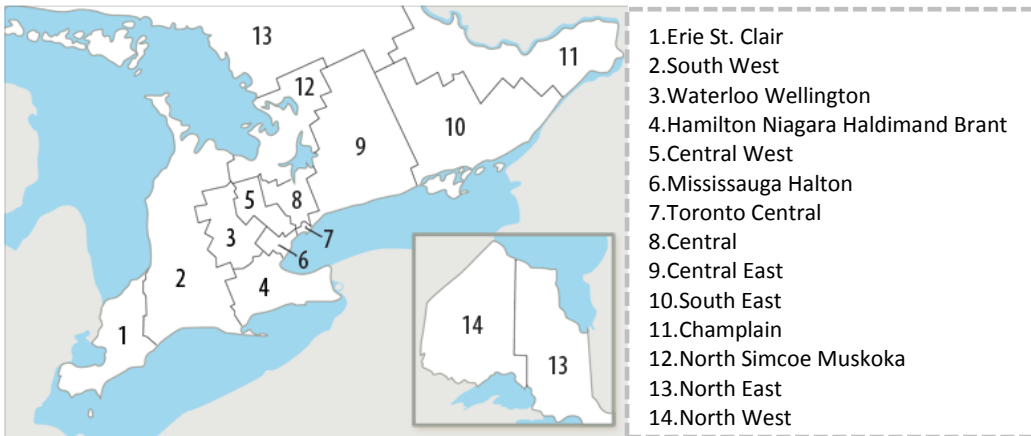 13
11
12
10
9
5
8
3
7
6
2
4
1
14
13
1.Erie St. Clair
2.South West
3.Waterloo Wellington
4.Hamilton Niagara Haldimand Brant
5.Central West
6.Mississauga Halton
7.Toronto Central
8.Central
9.Central East
10.South East
11.Champlain
12.North Simcoe Muskoka
13.North East
14.North West